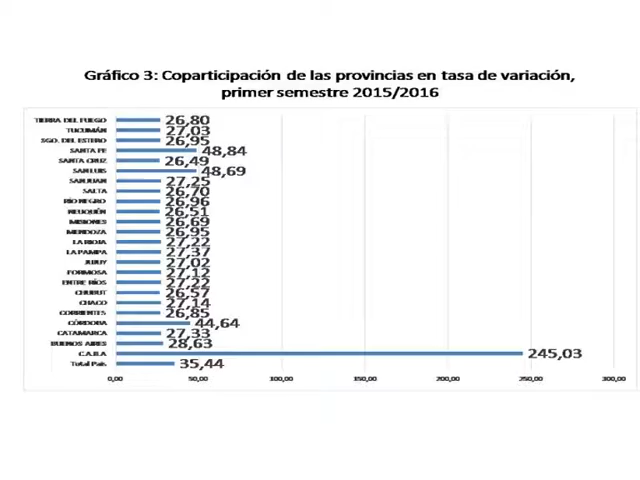 Gráfico 3: Coparticipación de las provincias en tasa de variación,
primer semestre 2015/2016
TIERRA DEL FUEGO 26,80
TUCUMÁN 27,03
SGO. DEL ESTERO 26,95
SANTA FE 48,84
SANTA CRUZ 26,49
SAN LUIS 48,69
SAN JUAN 27,25
SALTA 26,70
RÍO NEGRO 26,96
NEUQUÉN 26,51
MISIONES 26,69
MENDOZA 26,95
LA RIOJA 27,22
LA PAMPA 27,37
JUJUY 27,02
FORMOSA 27,12
ENTRE RÍOS 27,22
CHUBUT 26,57
CHACO 27,14
CORRIENTES 26,85
CÓRDOBA 44,64
CATAMARCA 27,33
BUENOS AIRES 28,63
C.A.B.A 245,03
Total País 35,44
0,00 50,00 100,00 150,00 200,00 250,00 300,00